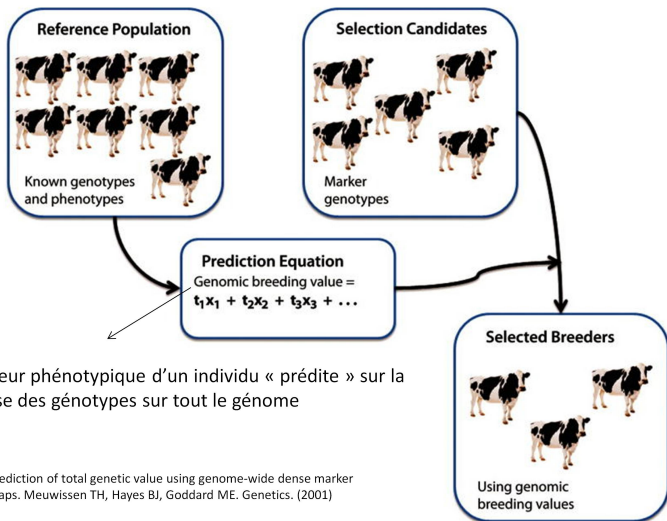 Reference Population
Known genotypes
and phenotypes
Selection Candidates
Marker
genotypes
Prediction Equation
Genomic breeding value =
t₁x₁ + t₂x₂ + t₃x₃ + ...
Selected Breeders
Using genomic
breeding values
eur phénotypique d’un individu « prédite » sur la
se des génotypes sur tout le génome
ediction of total genetic value using genome-wide dense marker
aps. Meuwissen TH, Hayes BJ, Goddard ME. Genetics. (2001)